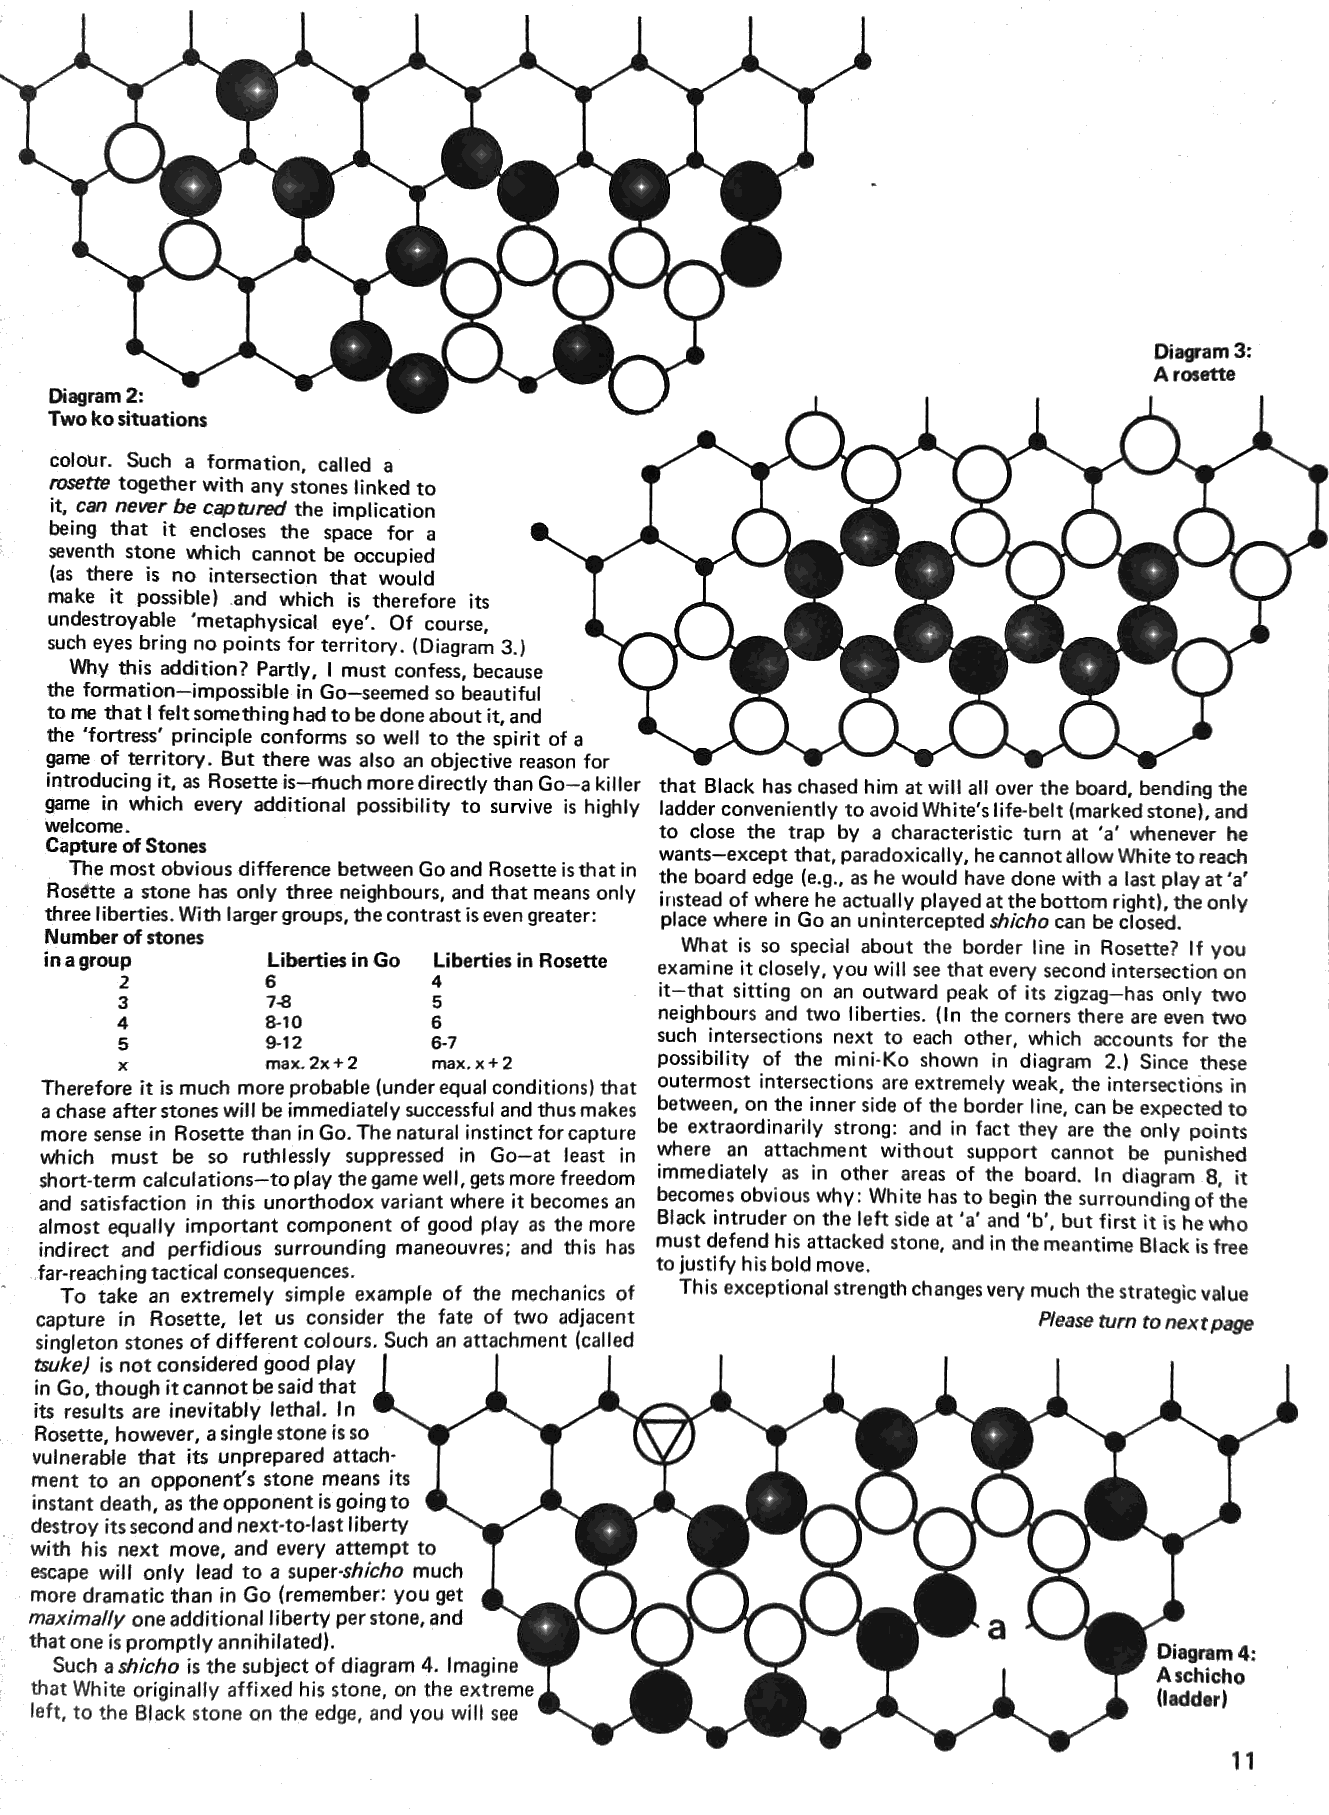 Diagram 2:
Two ko situations
colour. Such a formation, called a
rosette together with any stones linked to
it, can never be captured the implication
being that it encloses the space for a
seventh stone which cannot be occupied
(as there is no intersection that would
make it possible) and which is therefore its
undestroyable 'metaphysical eye'. Of course,
such eyes bring no points for territory. (Diagram 3.)
Why this addition? Partly, I must confess, because
the formation—impossible in Go—seemed so beautiful
to me that I felt something had to be done about it, and
the 'fortress' principle conforms so well to the spirit of a
game of territory. But there was also an objective reason for
introducing it, as Rosette is—much more directly than Go—a killer
game in which every additional possibility to survive is highly
welcome.
Capture of Stones
The most obvious difference between Go and Rosette is that in
Rosette a stone has only three neighbours, and that means only
three liberties. With larger groups, the contrast is even greater:
Number of stones
in a group Liberties in Go Liberties in Rosette
2 6 4
3 7-8 5
4 8-10 6
5 9-12 6-7
x max. 2x + 2 max. x + 2
Therefore it is much more probable (under equal conditions) that
a chase after stones will be immediately successful and thus makes
more sense in Rosette than in Go. The natural instinct for capture
which must be so ruthlessly suppressed in Go—at least in
short-term calculations—to play the game well, gets more freedom
and satisfaction in this unorthodox variant where it becomes an
almost equally important component of good play as the more
indirect and perfidious surrounding maneouvres; and this has
far-reaching tactical consequences.
To take an extremely simple example of the mechanics of
capture in Rosette, let us consider the fate of two adjacent
singleton stones of different colours. Such an attachment (called
tsuke) is not considered good play
in Go, though it cannot be said that
its results are inevitably lethal. In
Rosette, however, a single stone is so
vulnerable that its unprepared attach-
ment to an opponent's stone means its
instant death, as the opponent is going to
destroy its second and next-to-last liberty
with his next move, and every attempt to
escape will only lead to a super-shicho much
more dramatic than in Go (remember: you get
maximally one additional liberty per stone, and
that one is promptly annihilated).
Such a shicho is the subject of diagram 4. Imagine
that White originally affixed his stone, on the extreme
left, to the Black stone on the edge, and you will see
Diagram 3:
A rosette
that Black has chased him at will all over the board, bending the
ladder conveniently to avoid White's life-belt (marked stone), and
to close the trap by a characteristic turn at 'a' whenever he
wants—except that, paradoxically, he cannot allow White to reach
the board edge (e.g., as he would have done with a last play at 'a'
instead of where he actually played at the bottom right), the only
place where in Go an unintercepted shicho can be closed.
What is so special about the border line in Rosette? If you
examine it closely, you will see that every second intersection on
it—that sitting on an outward peak of its zigzag—has only two
neighbours and two liberties. (In the corners there are even two
such intersections next to each other, which accounts for the
possibility of the mini-Ko shown in diagram 2.) Since these
outermost intersections are extremely weak, the intersections in
between, on the inner side of the border line, can be expected to
be extraordinarily strong: and in fact they are the only points
where an attachment without support cannot be punished
immediately as in other areas of the board. In diagram 8, it
becomes obvious why: White has to begin the surrounding of the
Black intruder on the left side at 'a' and 'b', but first it is he who
must defend his attacked stone, and in the meantime Black is free
to justify his bold move.
This exceptional strength changes very much the strategic value
Please turn to next page
a
Diagram 4:
A schicho
(ladder)
11